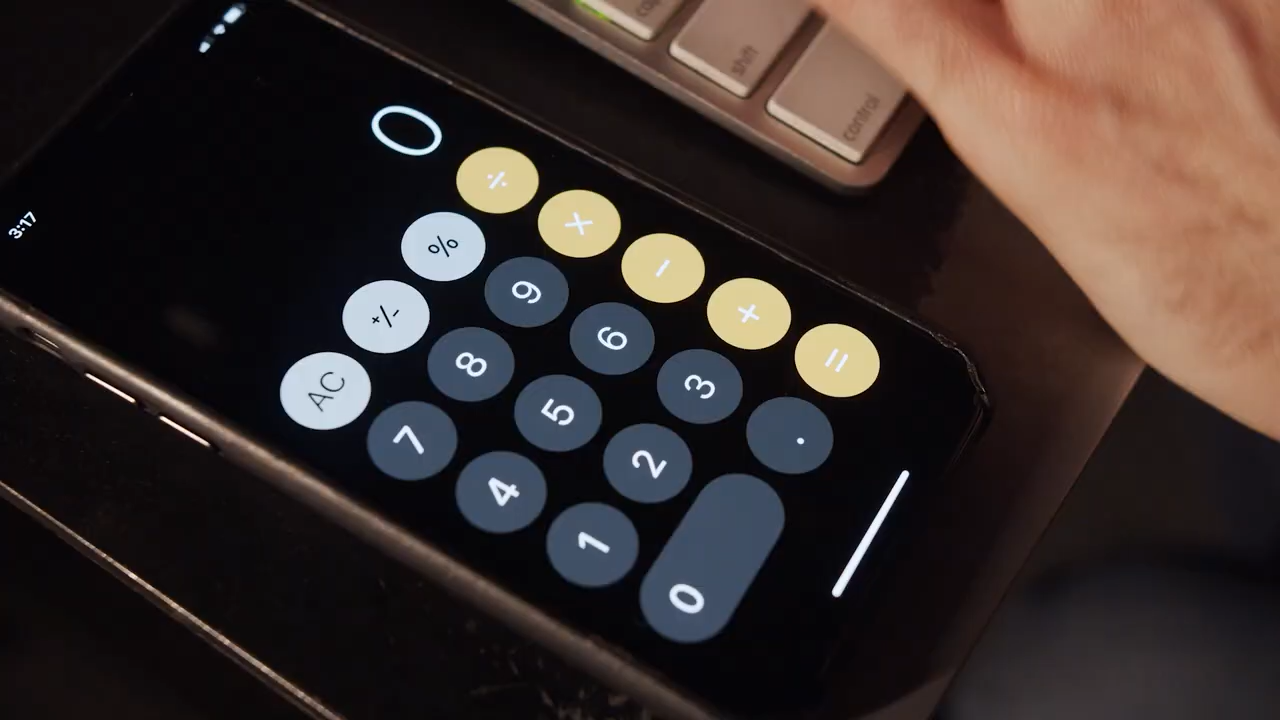 3:17
0
AC +/- % ÷
7 8 9 ×
4 5 6 −
1 2 3 +
0 . =
shift
control